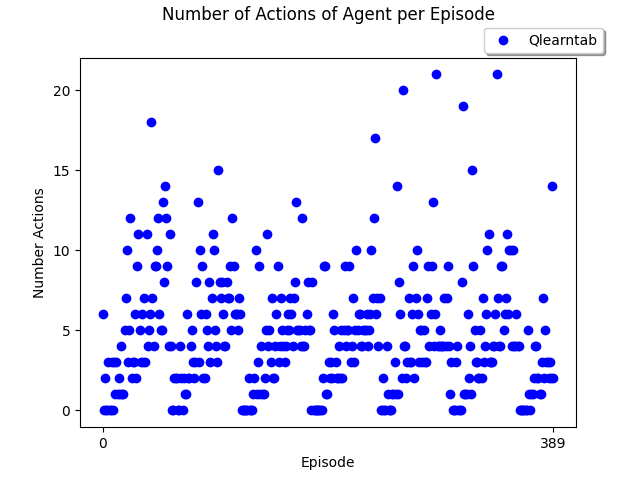 Number of Actions of Agent per Episode
Qlearntab
20
15
10
5
0
Number Actions
0 389
Episode